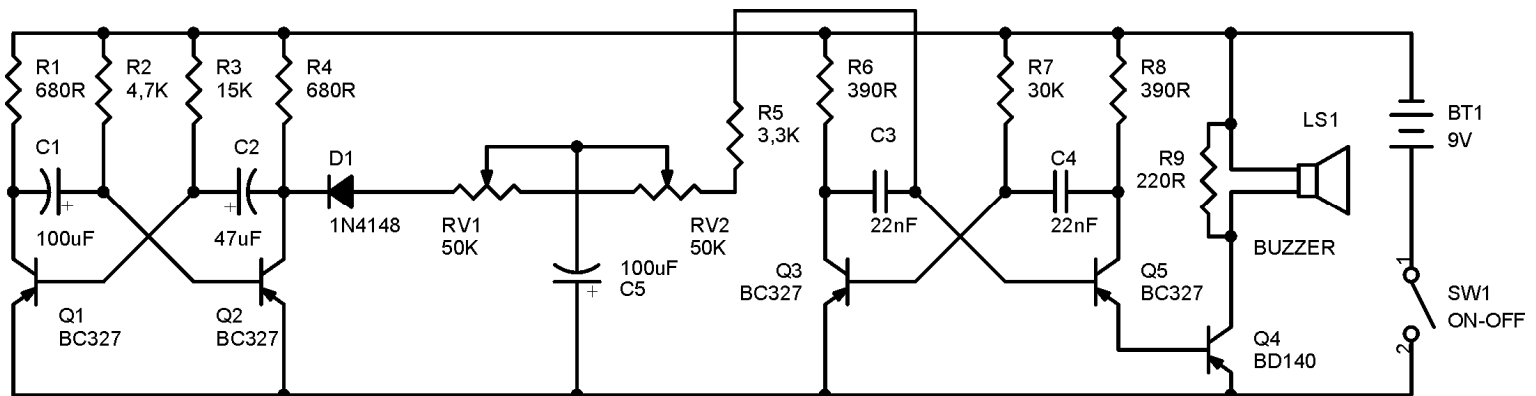 R1
680R
R2
4,7K
R3
15K
R4
680R
R5
3,3K
R6
390R
R7
30K
R8
390R
BT1
9V
LS1
C1
+
100uF
C2
+
47uF
D1
1N4148
RV1
50K
RV2
50K
C3
22nF
C4
22nF
R9
220R
BUZZER
100uF
C5
+
Q1
BC327
Q2
BC327
Q3
BC327
Q5
BC327
Q4
BD140
1
SW1
ON-OFF
2